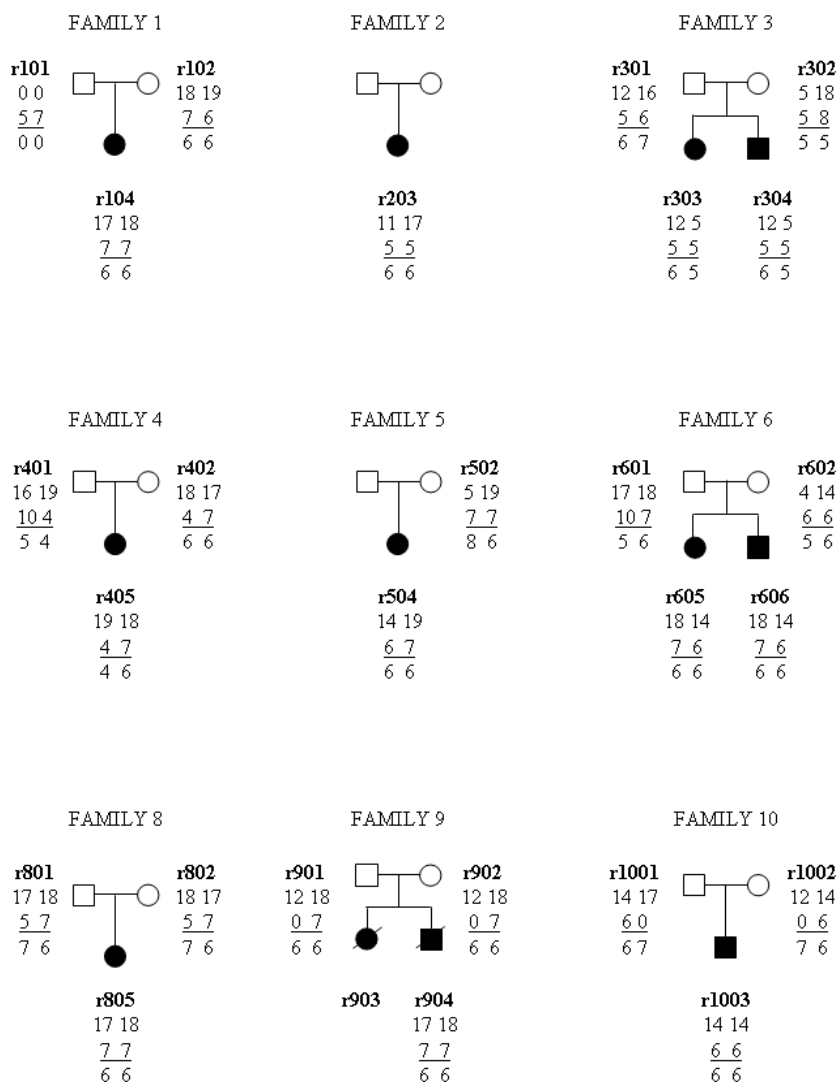 FAMILY 1 FAMILY 2 FAMILY 3
r101 r102 r301 r302
0 0 18 19 12 16 5 18
5 7 7 6 5 6 5 8
0 0 6 6 6 7 5 5
r104 r203 r303 r304
17 18 11 17 12 5 12 5
7 7 5 5 5 5 5 5
6 6 6 6 6 5 6 5
FAMILY 4 FAMILY 5 FAMILY 6
r401 r402 r502 r601 r602
16 19 18 17 5 19 17 18 4 14
10 4 4 7 7 7 10 7 6 6
5 4 6 6 8 6 5 6 5 6
r405 r504 r605 r606
19 18 14 19 18 14 18 14
4 7 6 7 7 6 7 6
4 6 6 6 6 6 6 6
FAMILY 8 FAMILY 9 FAMILY 10
r801 r802 r901 r902 r1001 r1002
17 18 18 17 12 18 12 18 14 17 12 14
5 7 5 7 0 7 0 7 6 0 0 6
7 6 7 6 6 6 6 6 6 7 7 6
r805 r903 r904 r1003
17 18 17 18 14 14
7 7 7 7 6 6
6 6 6 6 6 6